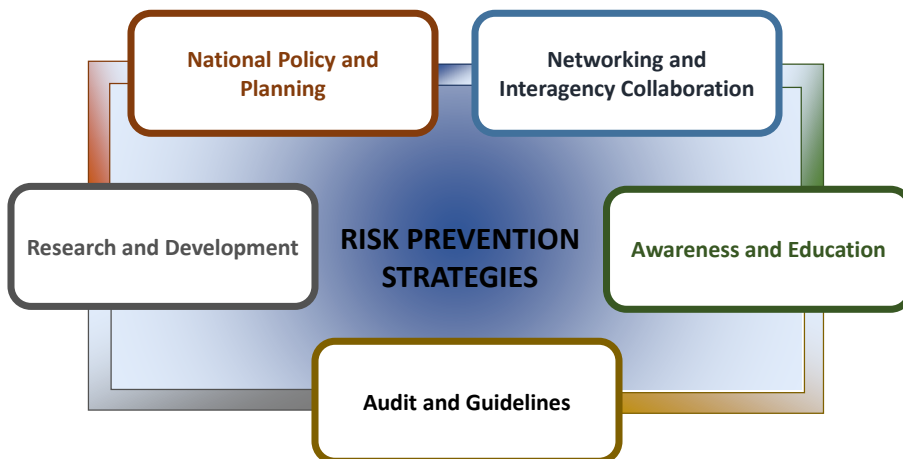 National Policy and
Planning
Networking and
Interagency Collaboration
Research and Development
RISK PREVENTION
STRATEGIES
Awareness and Education
Audit and Guidelines